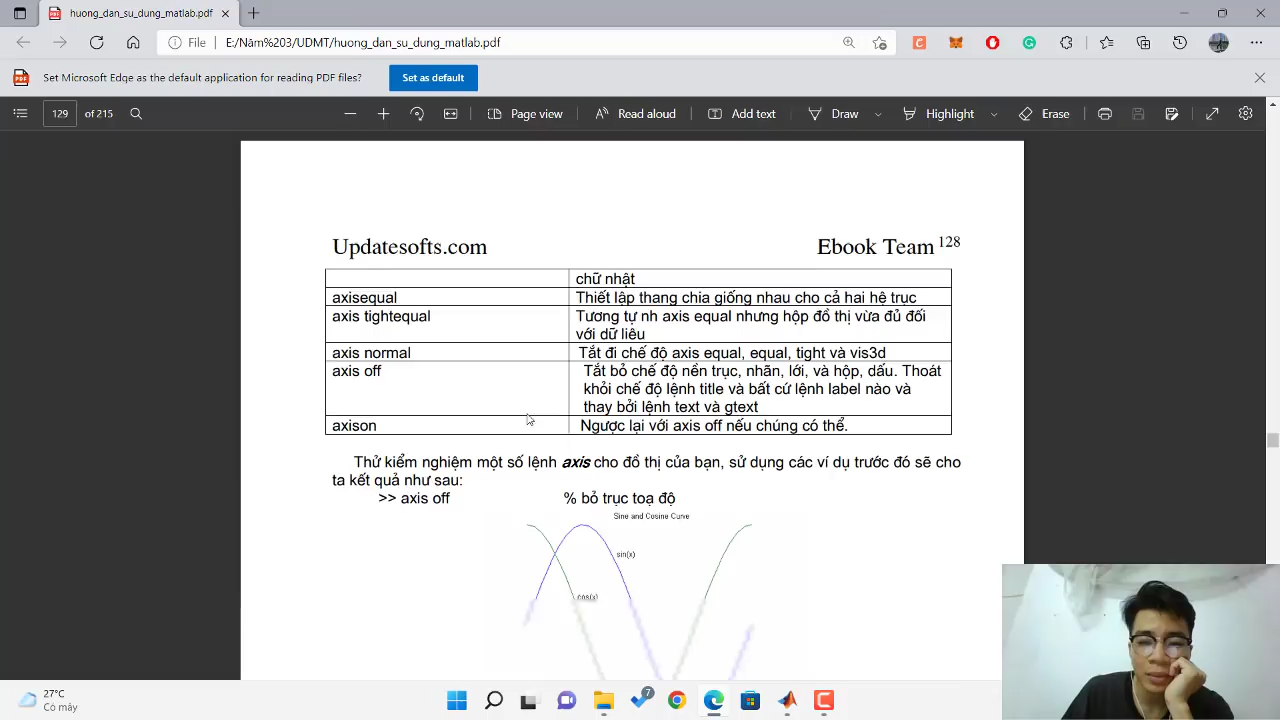 huong_dan_su_dung_matlab.pdf
File E:/Năm%203/UDMT/huong_dan_su_dung_matlab.pdf
Set Microsoft Edge as the default application for reading PDF files? Set as default
129 of 215 Page view Read aloud Add text Draw Highlight Erase
Updatesofts.com Ebook Team 128
chữ nhật
axisequal Thiết lập thang chia giống nhau cho cả hai hê trục
axis tightequal Tương tự nh axis equal nhưng hộp đồ thị vừa đủ đối
với dữ liêu
axis normal Tắt đi chế độ axis equal, equal, tight và vis3d
axis off Tắt bỏ chế độ nền trục, nhãn, lới, và hộp, dấu. Thoát
khỏi chế độ lệnh title và bất cứ lệnh label nào và
thay bởi lệnh text và gtext
axison Ngược lại với axis off nếu chúng có thể.
Thử kiểm nghiệm một số lệnh axis cho đồ thị của bạn, sử dụng các ví dụ trước đó sẽ cho
ta kết quả như sau:
>> axis off % bỏ trục toạ độ
Sine and Cosine Curve
sin(x)
cos(x)
27°C
Có mây
7